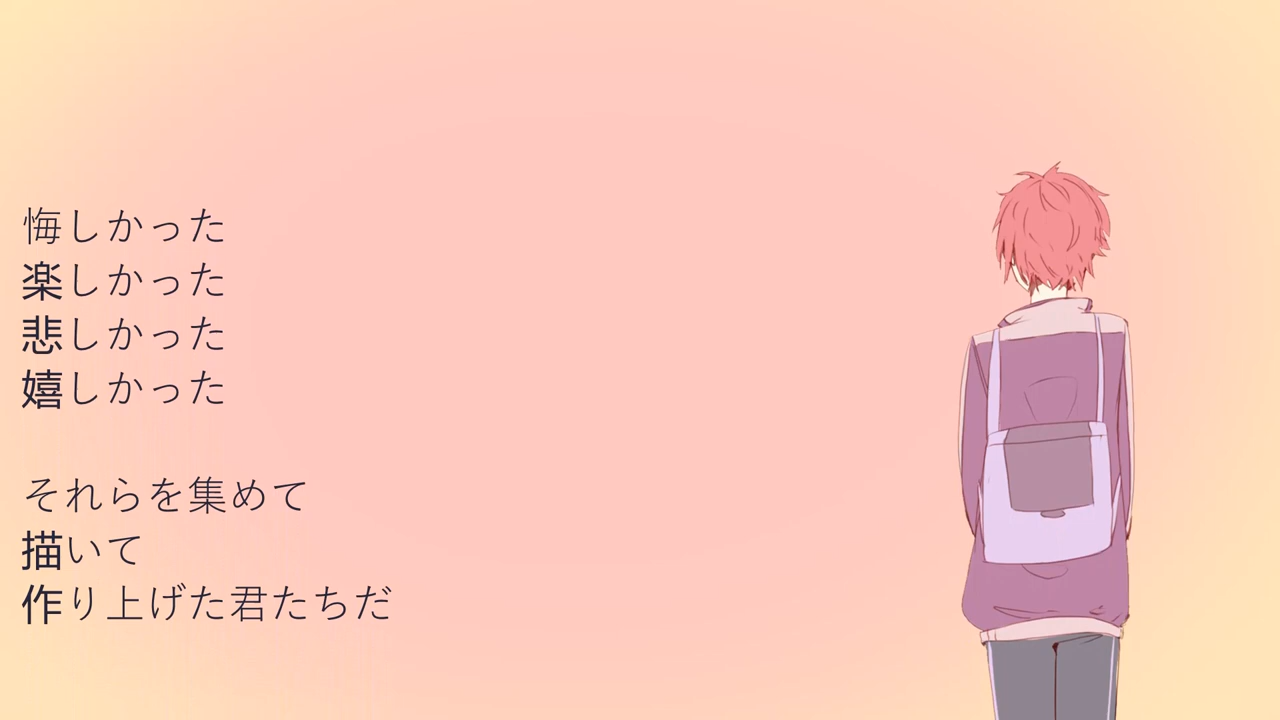 悔しかった
楽しかった
悲しかった
嬉しかった
それらを集めて
描いて
作り上げた君たちだ